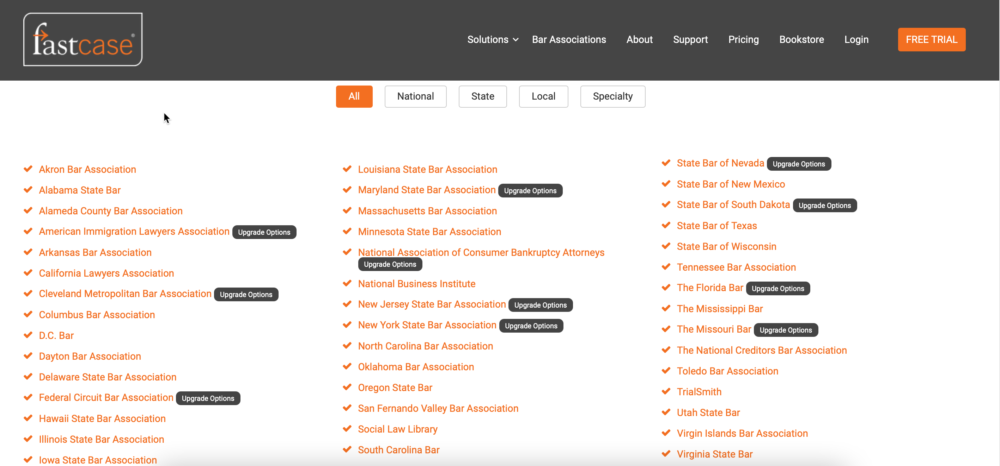 fastcase®
Solutions
Bar Associations
About
Support
Pricing
Bookstore
Login
FREE TRIAL
All
National
State
Local
Specialty
Akron Bar Association
Alabama State Bar
Alameda County Bar Association
American Immigration Lawyers Association Upgrade Options
Arkansas Bar Association
California Lawyers Association
Cleveland Metropolitan Bar Association Upgrade Options
Columbus Bar Association
D.C. Bar
Dayton Bar Association
Delaware State Bar Association
Federal Circuit Bar Association Upgrade Options
Hawaii State Bar Association
Illinois State Bar Association
Iowa State Bar Association
Louisiana State Bar Association
Maryland State Bar Association Upgrade Options
Massachusetts Bar Association
Minnesota State Bar Association
National Association of Consumer Bankruptcy Attorneys
Upgrade Options
National Business Institute
New Jersey State Bar Association Upgrade Options
New York State Bar Association Upgrade Options
North Carolina Bar Association
Oklahoma Bar Association
Oregon State Bar
San Fernando Valley Bar Association
Social Law Library
South Carolina Bar
State Bar of Nevada Upgrade Options
State Bar of New Mexico
State Bar of South Dakota Upgrade Options
State Bar of Texas
State Bar of Wisconsin
Tennessee Bar Association
The Florida Bar Upgrade Options
The Mississippi Bar
The Missouri Bar Upgrade Options
The National Creditors Bar Association
Toledo Bar Association
TrialSmith
Utah State Bar
Virgin Islands Bar Association
Virginia State Bar